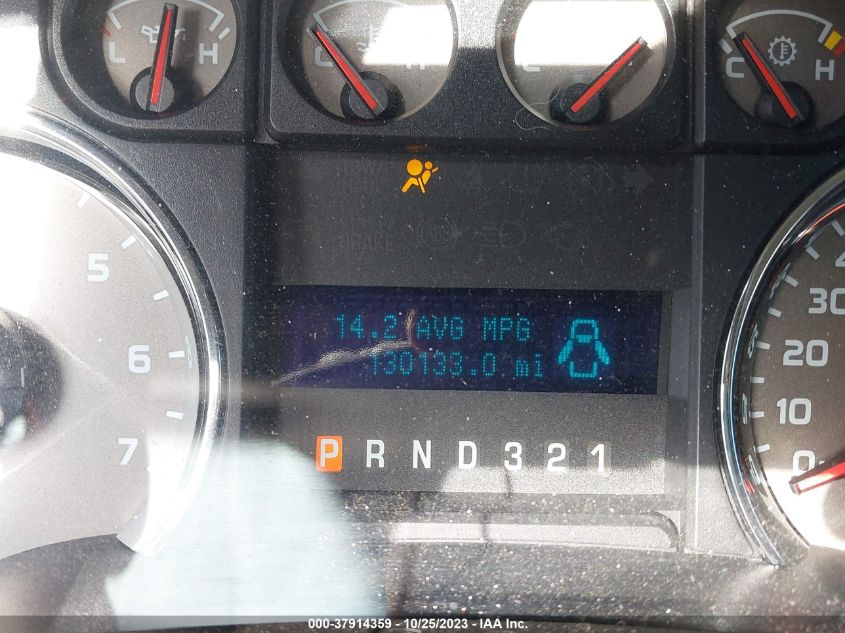 L H C H E C H
5
6
7
14.2 AVG MPG
130133.0 mi
P R N D 3 2 1
30
20
10
0
BRAKE
000-37914359 - 10/25/2023 - IAA Inc.